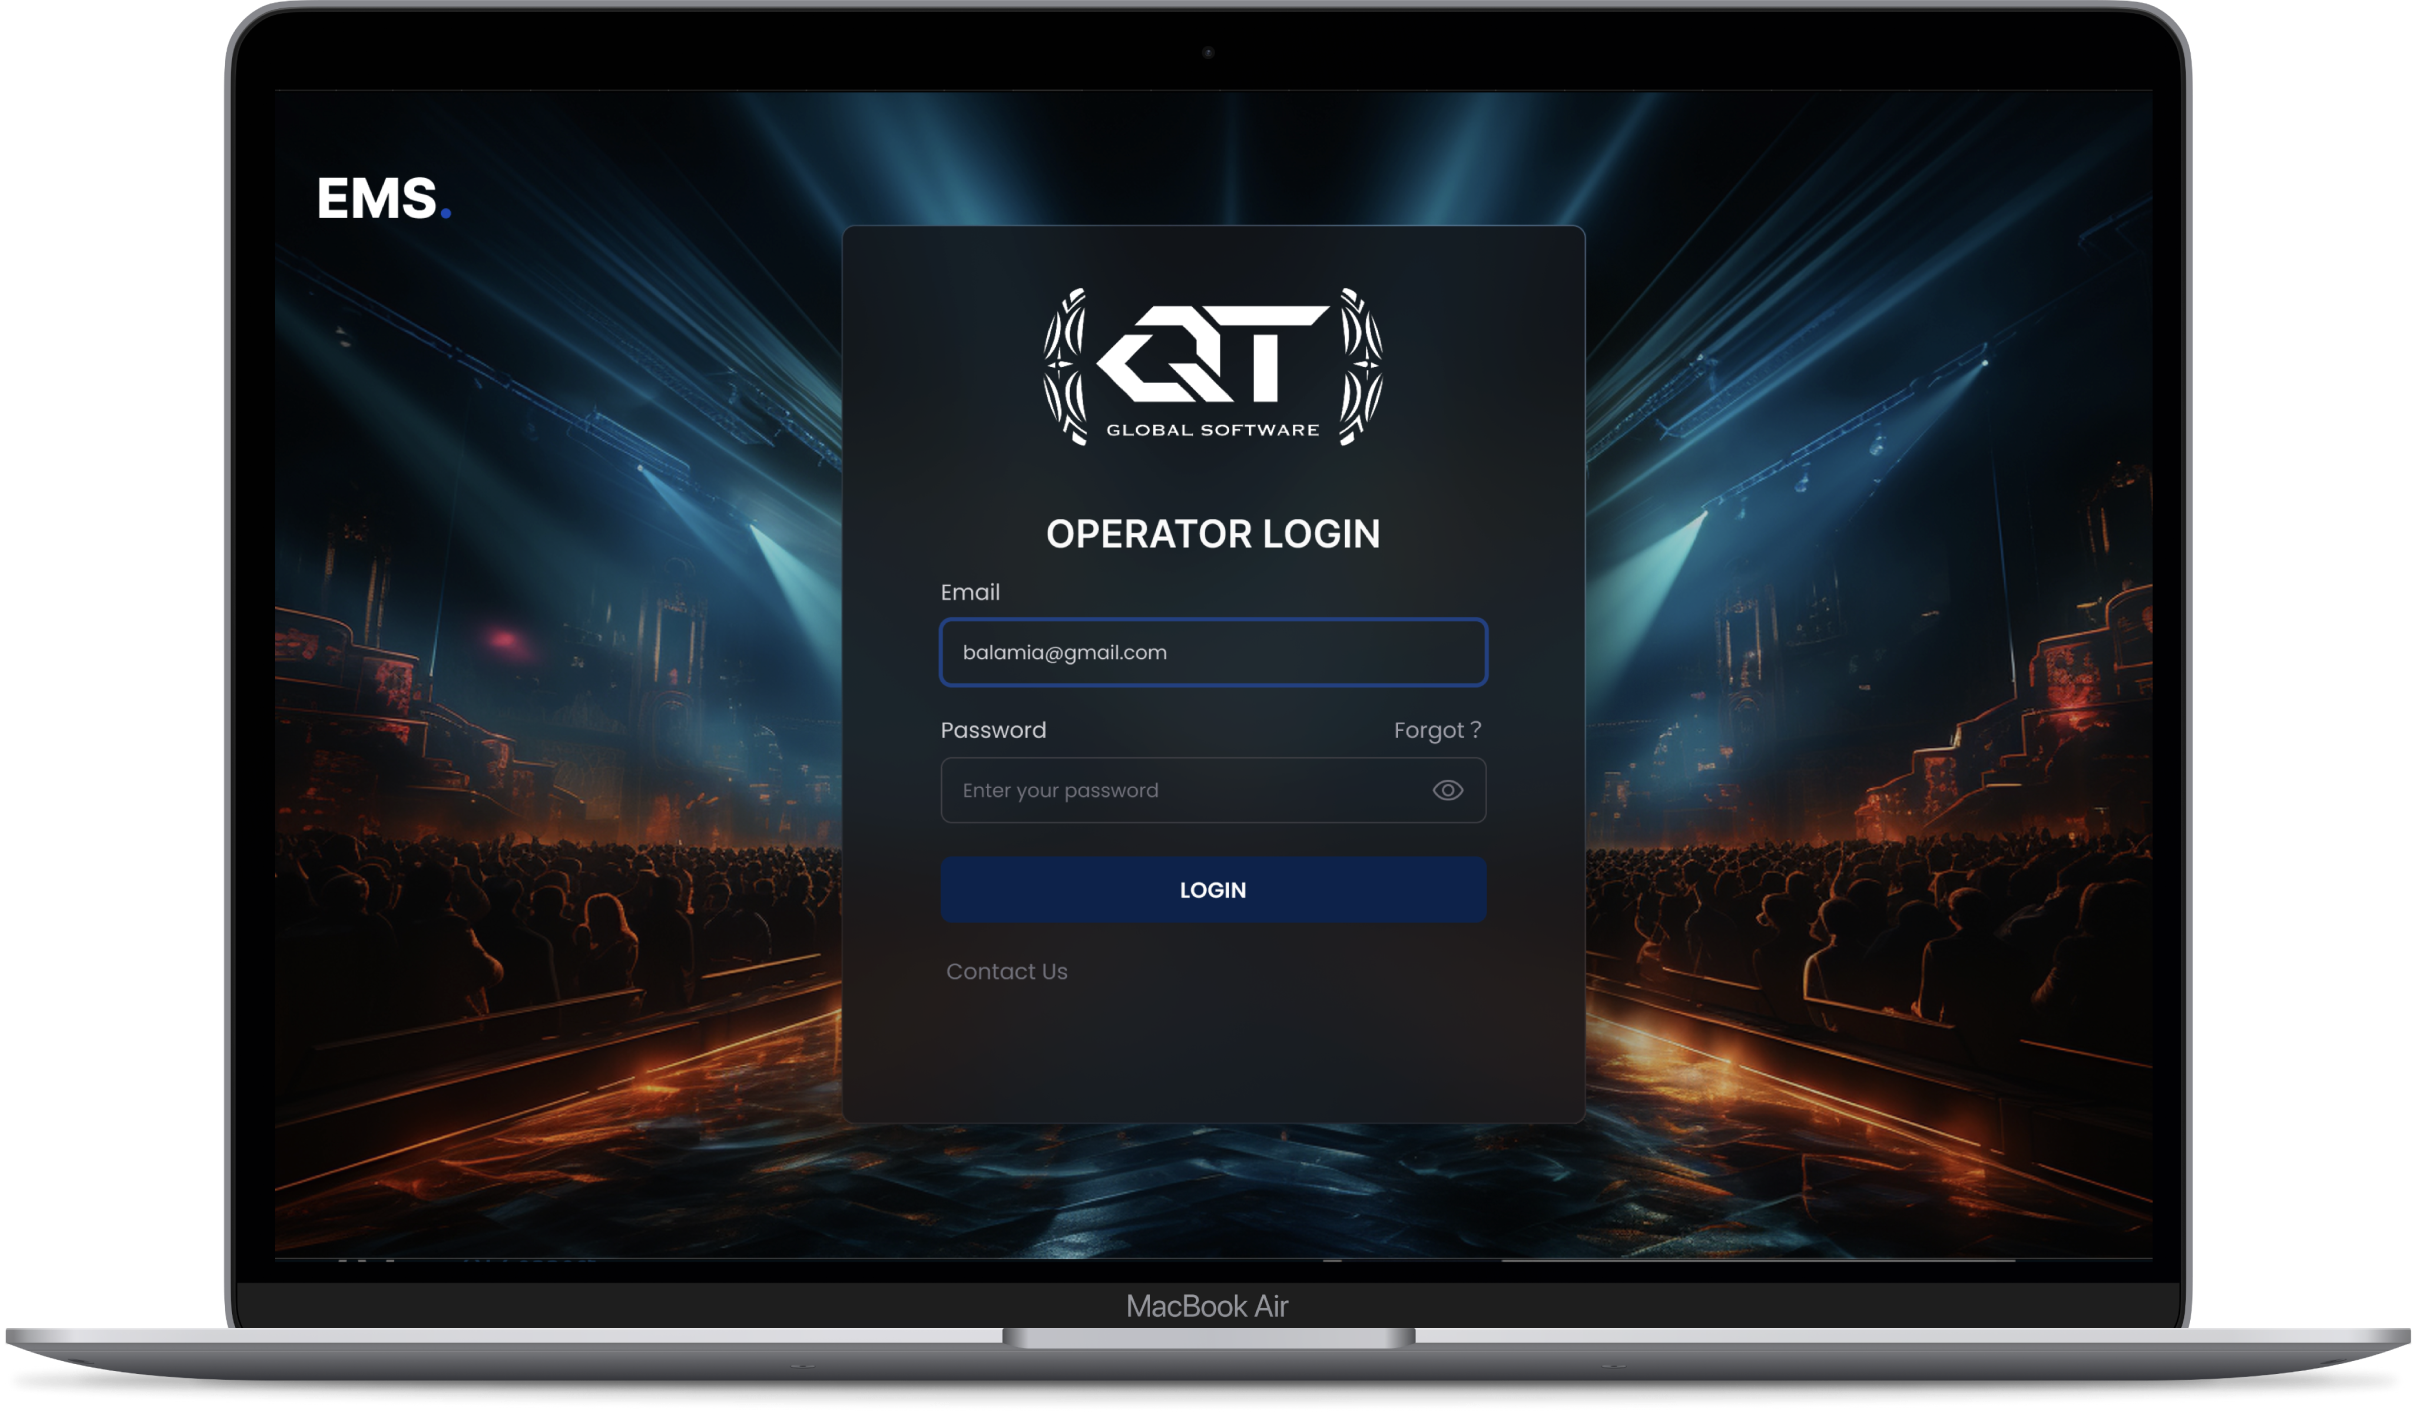 EMS.
QT
GLOBAL SOFTWARE
OPERATOR LOGIN
Email
balamia@gmail.com
Password Forgot ?
Enter your password
LOGIN
Contact Us
MacBook Air